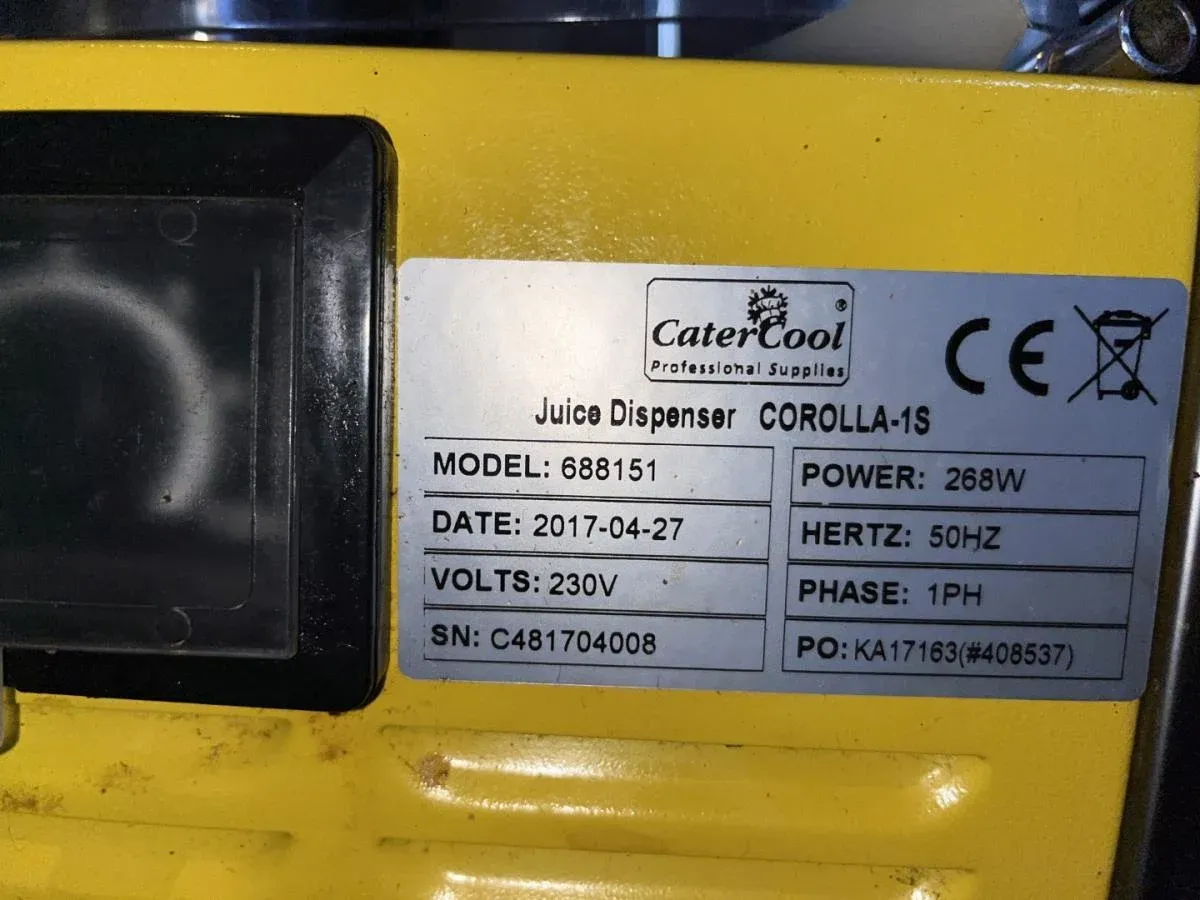 CaterCool®
Professional Supplies
CE
Juice Dispenser COROLLA-1S
MODEL: 688151
POWER: 268W
DATE: 2017-04-27
HERTZ: 50HZ
VOLTS: 230V
PHASE: 1PH
SN: C481704008
PO: KA17163(#408537)